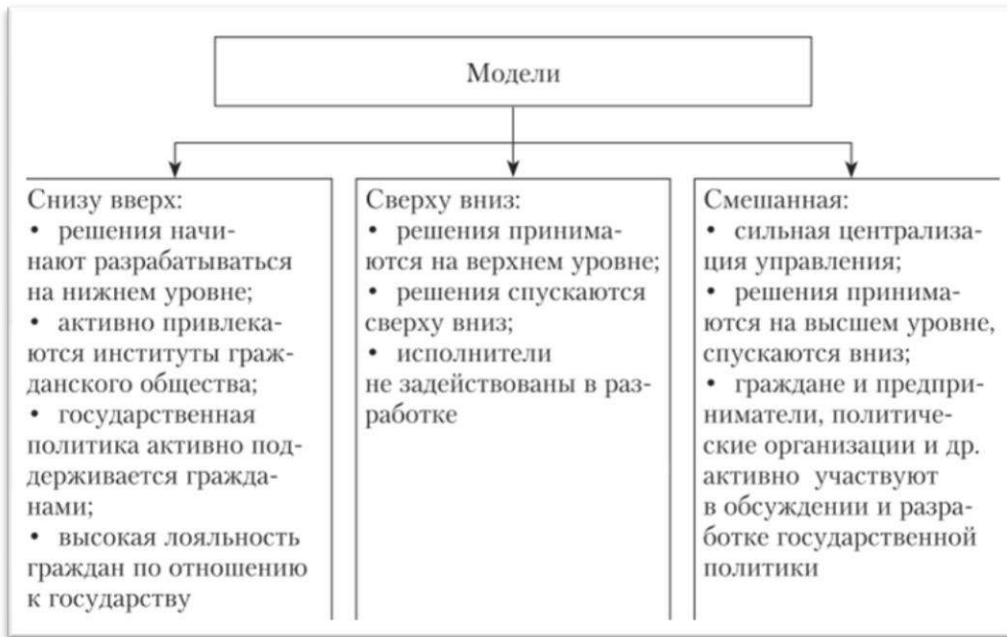 Модели
Снизу вверх:
• решения начи-
нают разрабатываться
на нижнем уровне;
• активно привлека-
ются институты граж-
данского общества;
• государственная
политика активно под-
держивается гражда-
нами;
• высокая лояльность
граждан по отношению
к государству
Сверху вниз:
• решения принима-
ются на верхнем уровне;
• решения спускаются
сверху вниз;
• исполнители
не задействованы в раз-
работке
Смешанная:
• сильная централиза-
ция управления;
• решения принима-
ются на высшем уровне,
спускаются вниз;
• граждане и предпри-
ниматели, политиче-
ские организации и др.
активно участвуют
в обсуждении и разра-
ботке государственной
политики